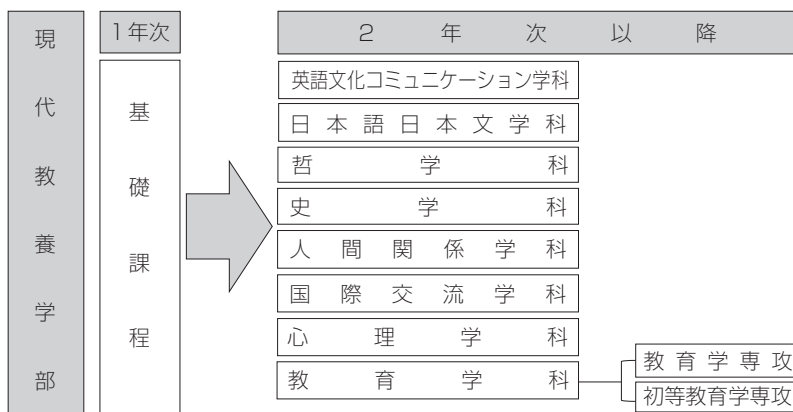 現代教養学部
1年次
2年次以降
基礎課程
英語文化コミュニケーション学科
日本語日本文学科
哲学科
史学科
人間関係学科
国際交流学科
心理学科
教育学科
教育学専攻
初等教育学専攻